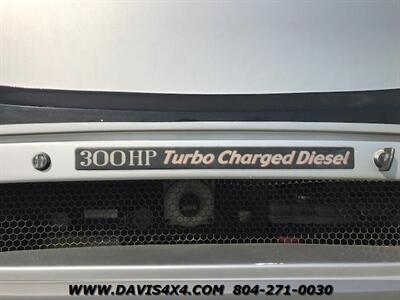 300HP Turbo Charged Diesel
WWW.DAVIS4X4.COM 804-271-0030